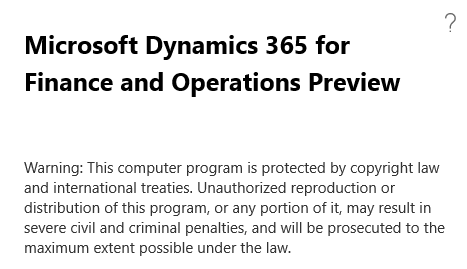 ?
Microsoft Dynamics 365 for
Finance and Operations Preview
Warning: This computer program is protected by copyright law
and international treaties. Unauthorized reproduction or
distribution of this program, or any portion of it, may result in
severe civil and criminal penalties, and will be prosecuted to the
maximum extent possible under the law.